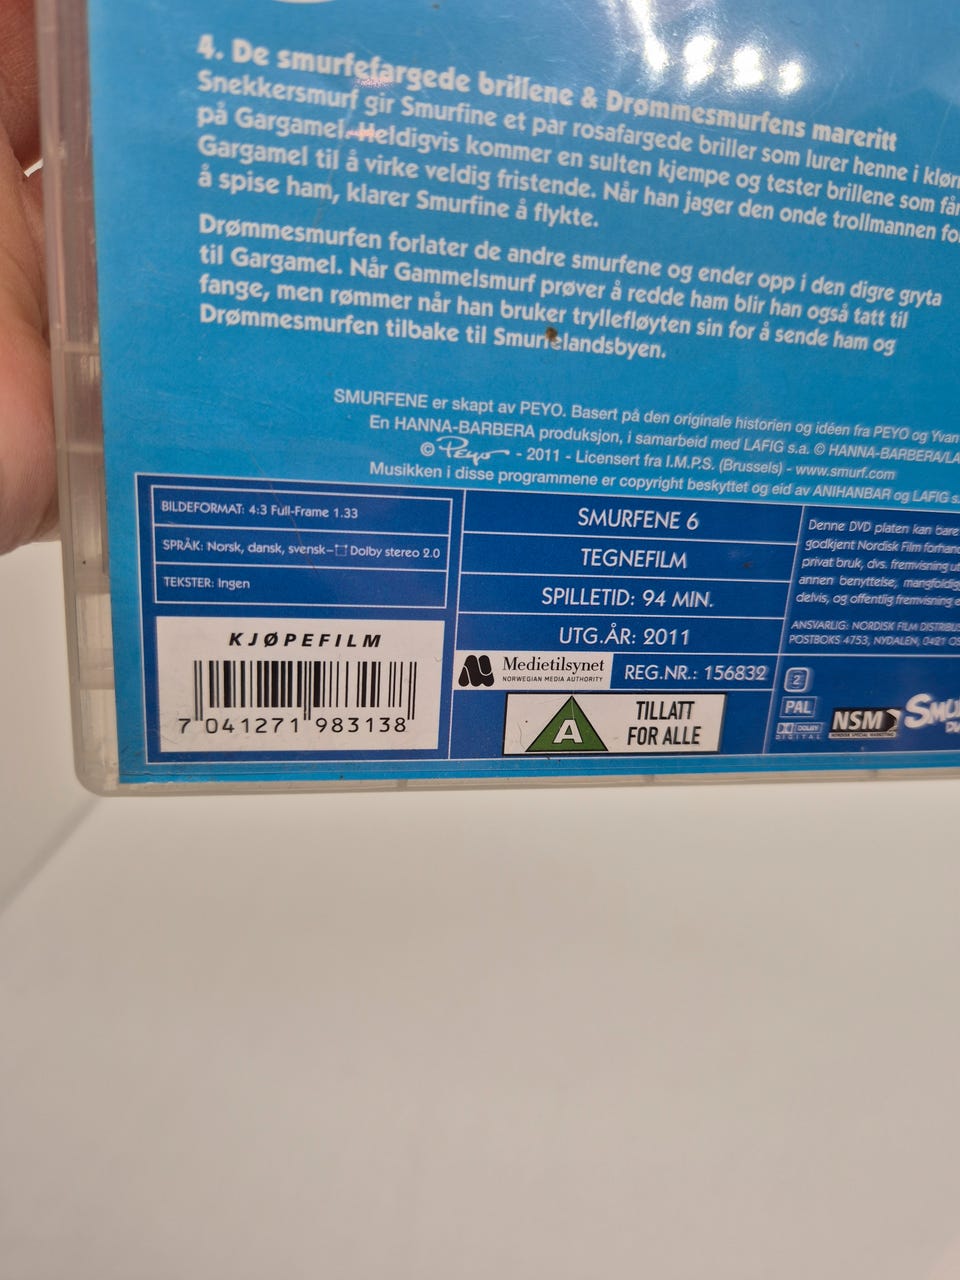 4. De smurfefargede brillene & Drømmesmurfens mareritt
Snekkersmurf gir Smurfine et par rosafargede briller som lurer henne i
på Gargamel. Heldigvis kommer en sulten kjempe og tester brillene som får
Gargamel til å virke veldig fristende. Når han jager den onde trollmannen
å spise ham, klarer Smurfine å flykte.
Drømmesmurfen forlater de andre smurfene og ender opp i den digre gryta
til Gargamel. Når Gammelsmurf prøver å redde ham blir han også tatt til
fange, men rømmer når han bruker tryllefløyten sin for å sende ham og
Drømmesmurfen tilbake til Smurfelandsbyen.
SMURFENE er skapt av PEYO. Basert på den originale historien og idéen fra PEYO og
En HANNA-BARBERA produksjon, i samarbeid med LAFIG s.a. © HANNA-BARBERA/
© Peyo - 2011 - Licensert fra I.M.P.S. (Brussels) - www.smurf.com
Musikken i disse programmene er copyright beskyttet og eid av ANIHANBAR og LAFIG
BILDEFORMAT: 4:3 Full-Frame 1.33
SPRÅK: Norsk, dansk, svensk- Dolby stereo 2.0
TEKSTER: Ingen
KJØPEFILM
7 041271 983138
SMURFENE 6
TEGNEFILM
SPILLETID: 94 MIN.
UTG.ÅR: 2011
Medietilsynet
NORWEGIAN MEDIA AUTHORITY
REG.NR.: 156832
A
TILLATT
FOR ALLE
Denne DVD platen kan bare
godkjent Nordisk Film
privat bruk, dvs. fremvisning
annen benyttelse,
delvis, og offentlig fremvisning
ANSVARLIG: NORDISK FILM
POSTBOKS 4753, NYDALEN, 0421
2
PAL
DOLBY
DIGITAL
NSM
NORDISK SPECIAL MARKETING